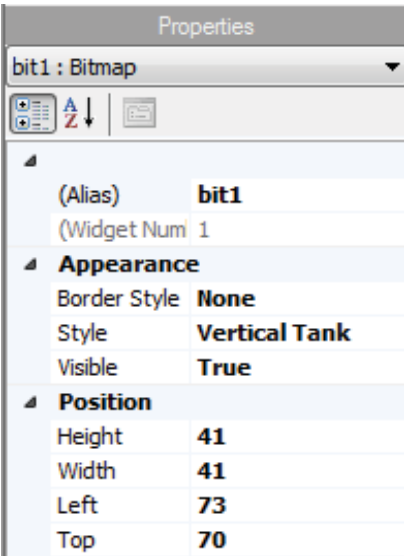 Properties
bit1 : Bitmap
A Z
(Alias) bit1
(Widget Num 1
Appearance
Border Style None
Style Vertical Tank
Visible True
Position
Height 41
Width 41
Left 73
Top 70